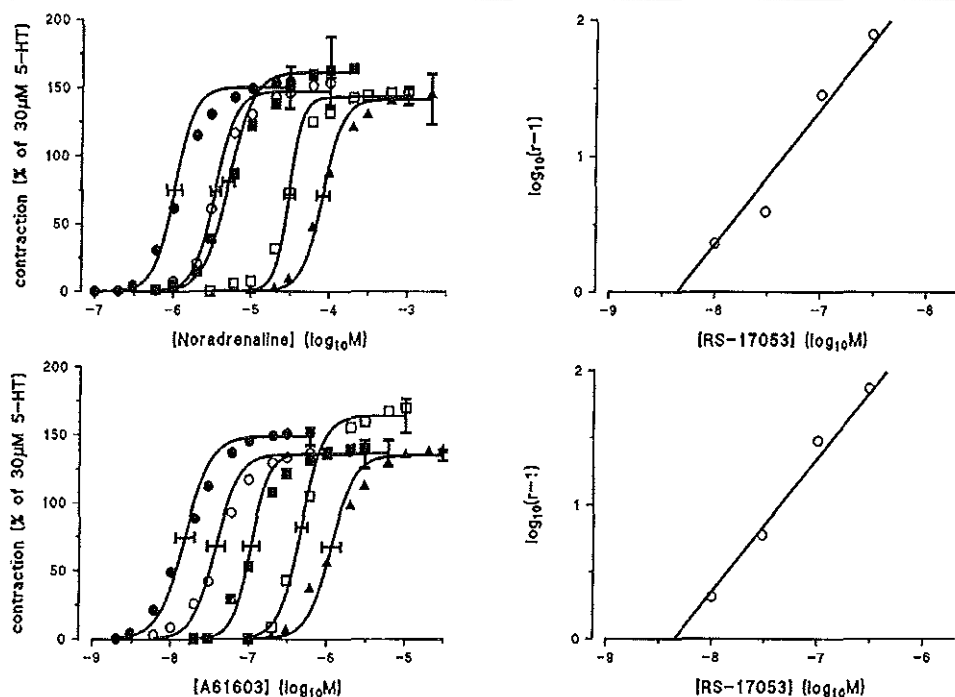 contraction [% of 30μM 5-HT]
200
150
100
50
0
-7 -6 -5 -4 -3
[Noradrenaline] (log10M)
log10(r-1)
2
1
0
-9 -8 -7 -6
[RS-17053] (log10M)
contraction [% of 30μM 5-HT]
200
150
100
50
0
-9 -8 -7 -6 -5
[A61603] (log10M)
log10(r-1)
2
1
0
-9 -8 -7 -6
[RS-17053] (log10M)